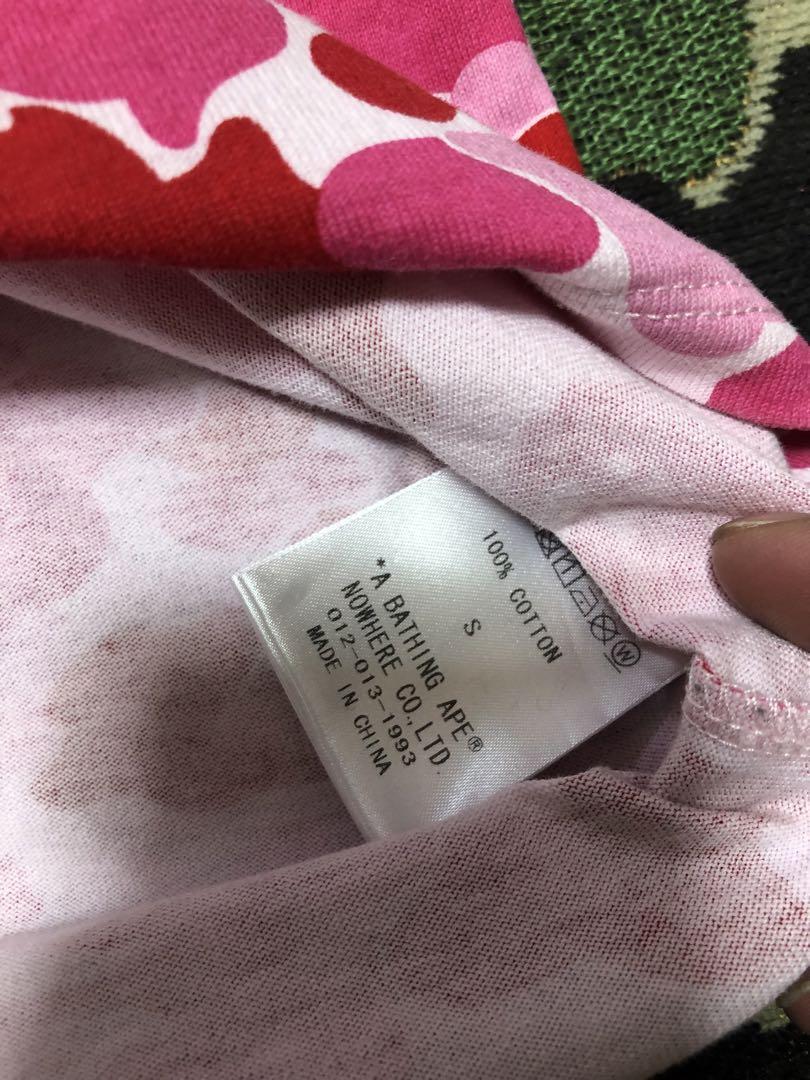 100% COTTON
S
*A BATHING APE®
NOWHERE CO.,LTD.
012-013-1993
MADE IN CHINA
W